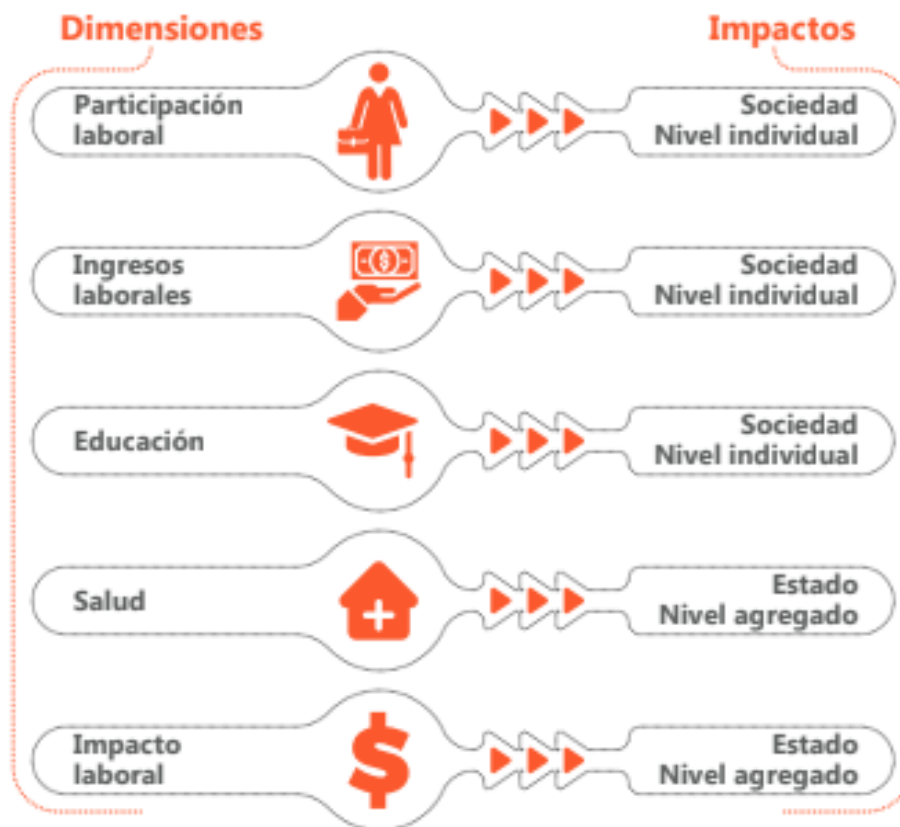 Dimensiones
Impactos
Participación
laboral
Sociedad
Nivel individual
Ingresos
laborales
Sociedad
Nivel individual
Educación
Sociedad
Nivel individual
Salud
Estado
Nivel agregado
Impacto
laboral
Estado
Nivel agregado